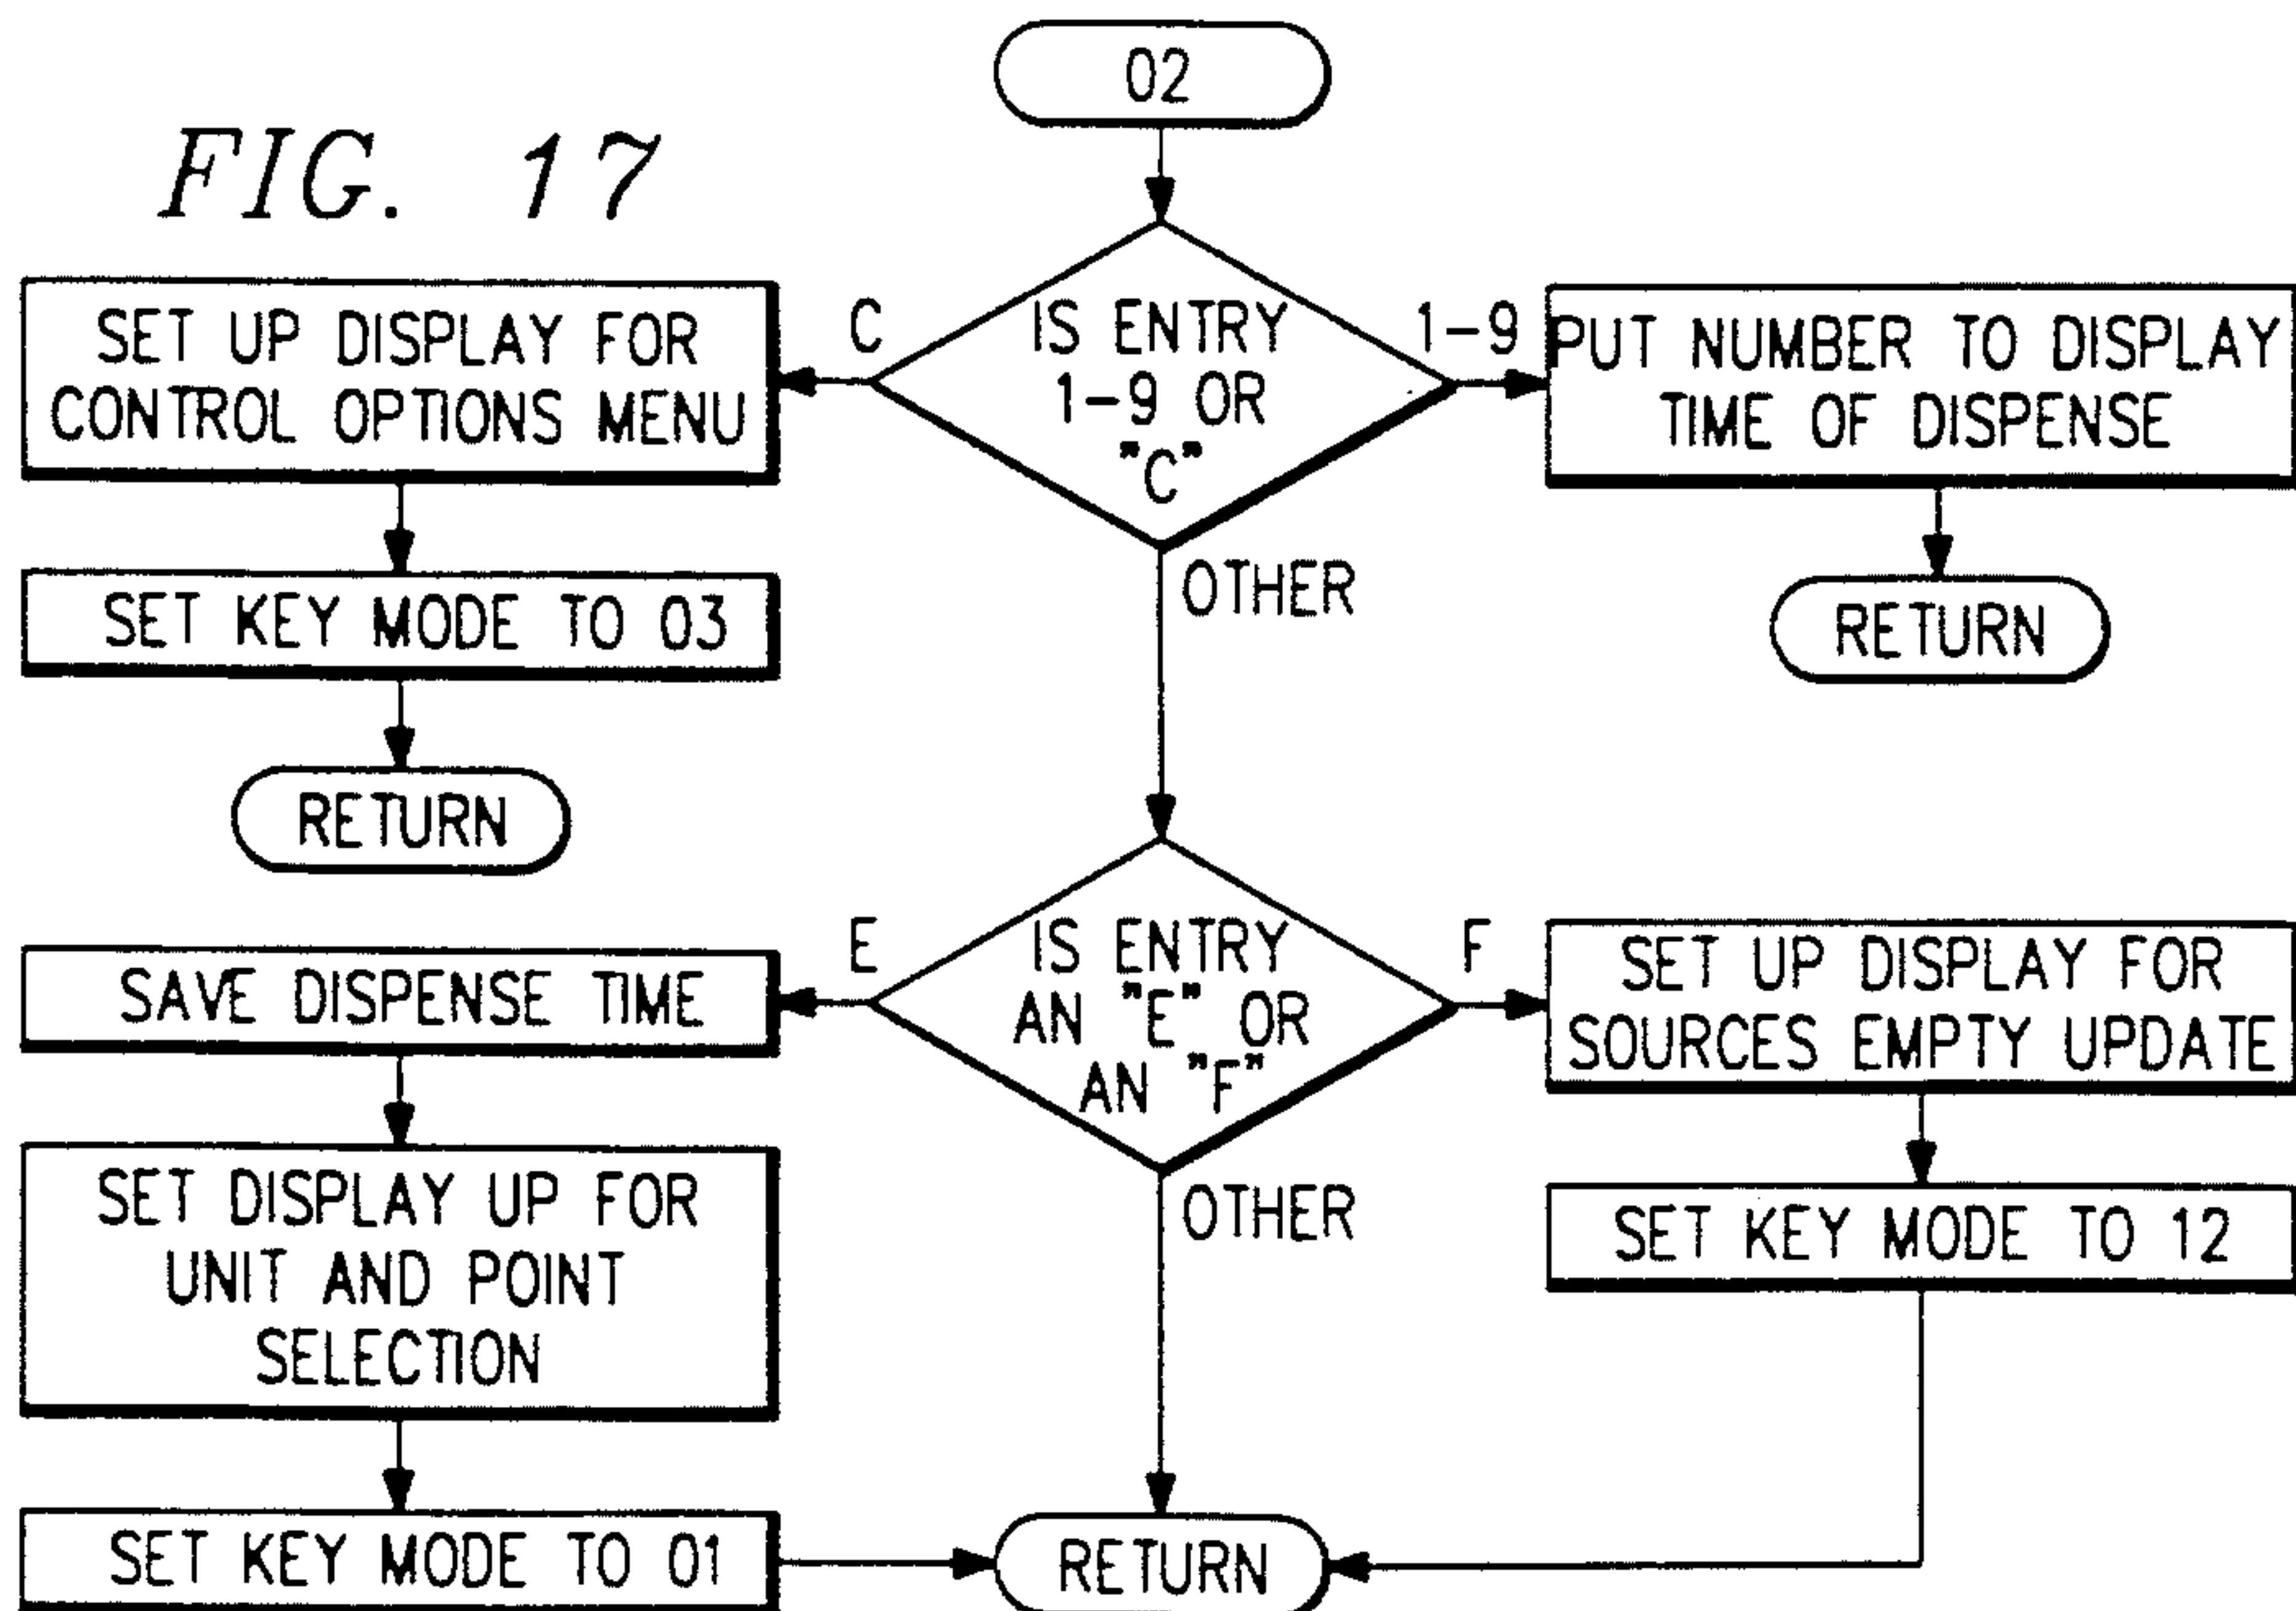 FIG. 17
02
IS ENTRY
1-9 OR
"C"
C
1-9
OTHER
SET UP DISPLAY FOR
CONTROL OPTIONS MENU
SET KEY MODE TO 03
RETURN
PUT NUMBER TO DISPLAY
TIME OF DISPENSE
RETURN
IS ENTRY
AN "E" OR
AN "F"
E
F
OTHER
SAVE DISPENSE TIME
SET DISPLAY UP FOR
UNIT AND POINT
SELECTION
SET KEY MODE TO 01
SET UP DISPLAY FOR
SOURCES EMPTY UPDATE
SET KEY MODE TO 12
RETURN